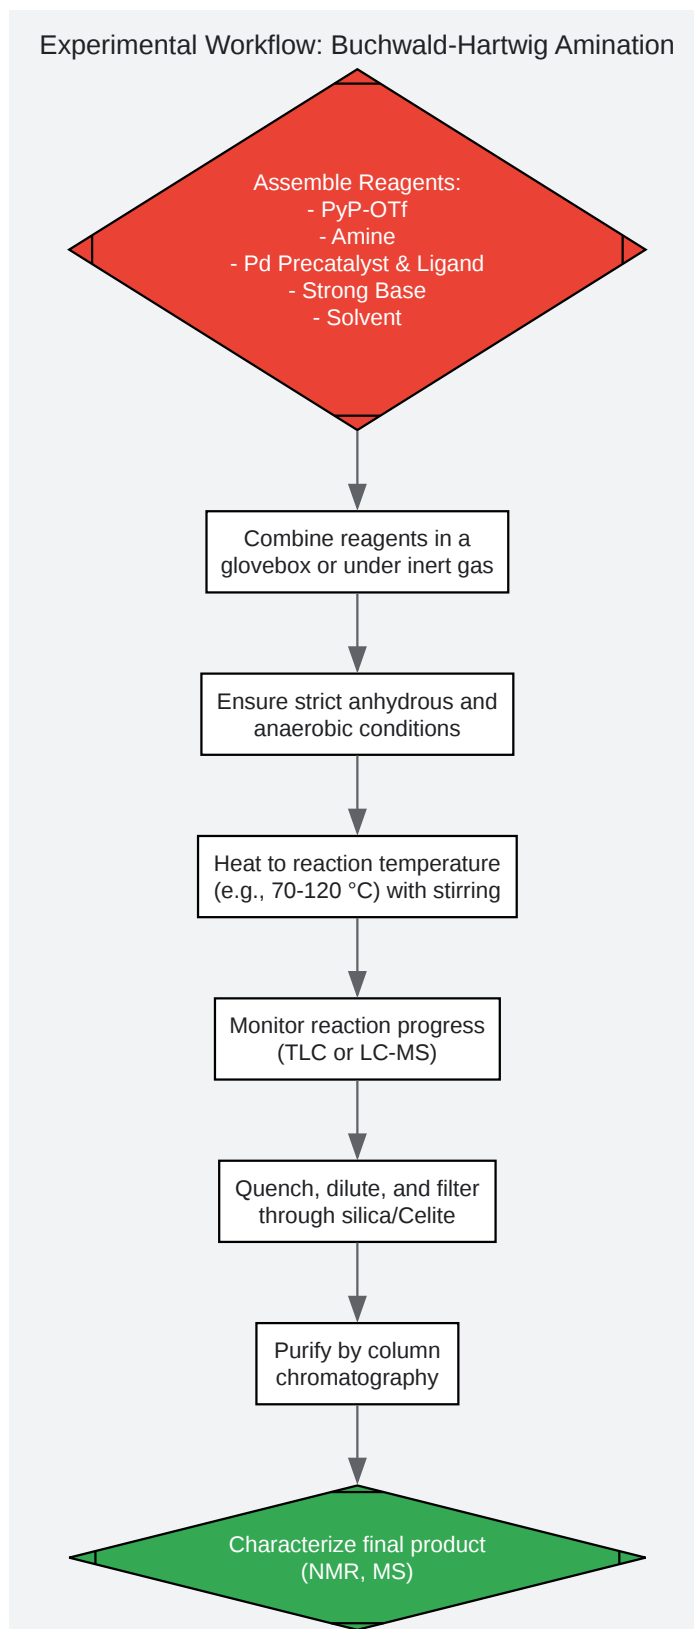 Experimental Workflow: Buchwald-Hartwig Amination
Assemble Reagents:
- PyP-OTf
- Amine
- Pd Precatalyst & Ligand
- Strong Base
- Solvent
Combine reagents in a
glovebox or under inert gas
Ensure strict anhydrous and
anaerobic conditions
Heat to reaction temperature
(e.g., 70-120 °C) with stirring
Monitor reaction progress
(TLC or LC-MS)
Quench, dilute, and filter
through silica/Celite
Purify by column
chromatography
Characterize final product
(NMR, MS)